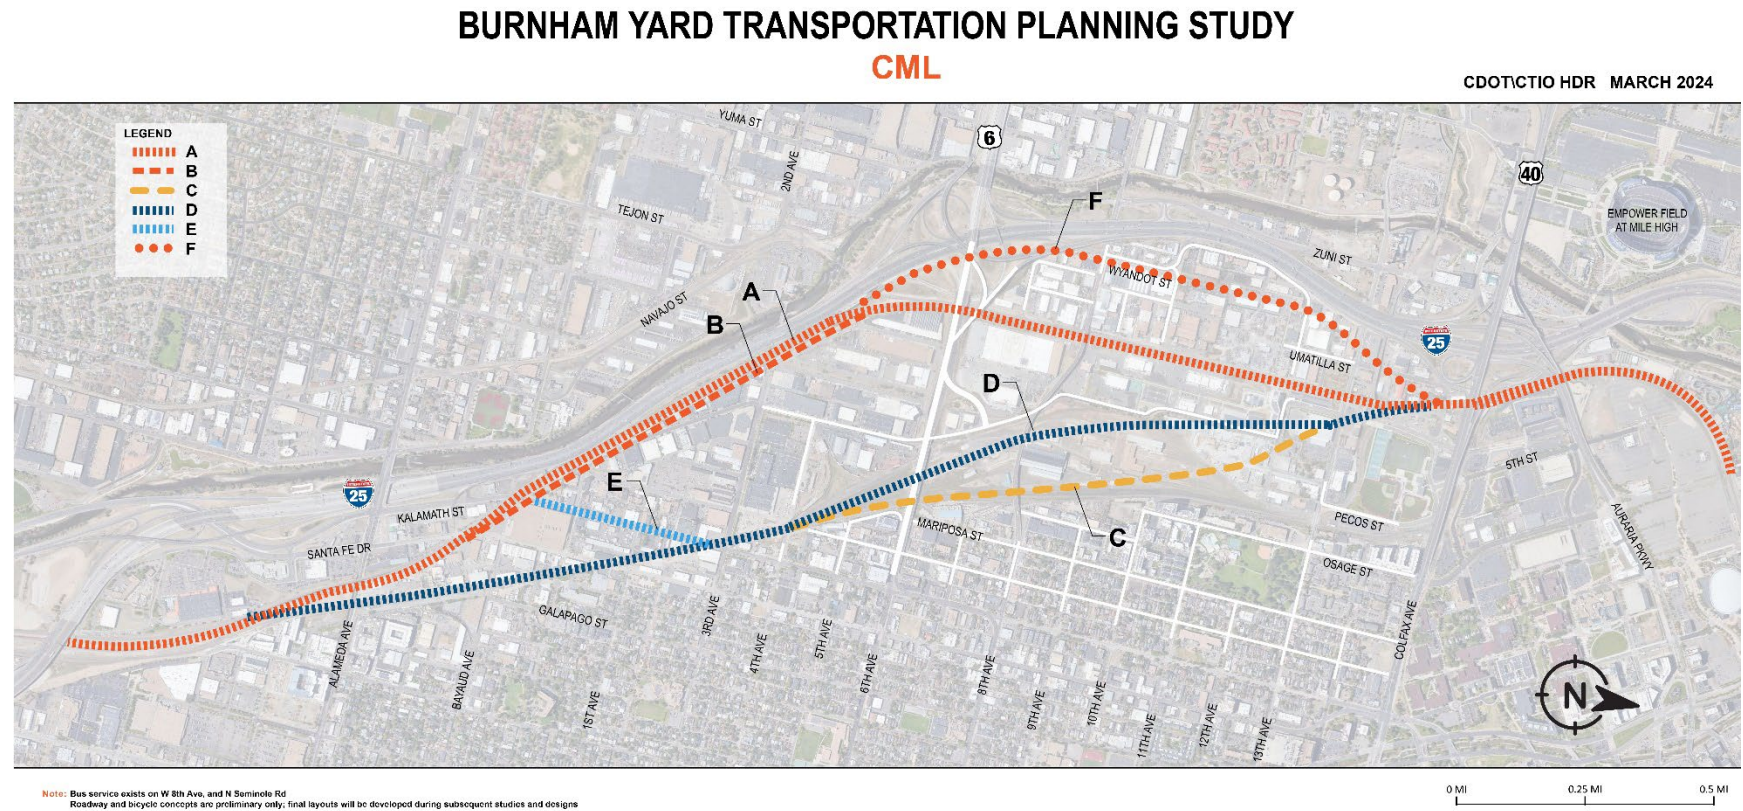 BURNHAM YARD TRANSPORTATION PLANNING STUDY
CML
CDOT\CTIO HDR MARCH 2024
LEGEND
A
B
C
D
E
F
YUMA ST
2ND AVE
6
40
TEJON ST
F
EMPOWER FIELD
AT MILE HIGH
ZUNI ST
WYANDOT ST
NAVAJO ST
A
B
25
UMATILLA ST
D
5TH ST
E
25
KALAMATH ST
SANTA FE DR
MARIPOSA ST
C
PECOS ST
AURARIA PKWY
OSAGE ST
GALAPAGO ST
ALAMEDA AVE
BAYAUD AVE
1ST AVE
3RD AVE
4TH AVE
5TH AVE
6TH AVE
8TH AVE
9TH AVE
10TH AVE
11TH AVE
12TH AVE
13TH AVE
COLFAX AVE
N
Note: Bus service exists on W 8th Ave, and N Seminole Rd
Roadway and bicycle concepts are preliminary only; final layouts will be developed during subsequent studies and designs
0 MI 0.25 MI 0.5 MI